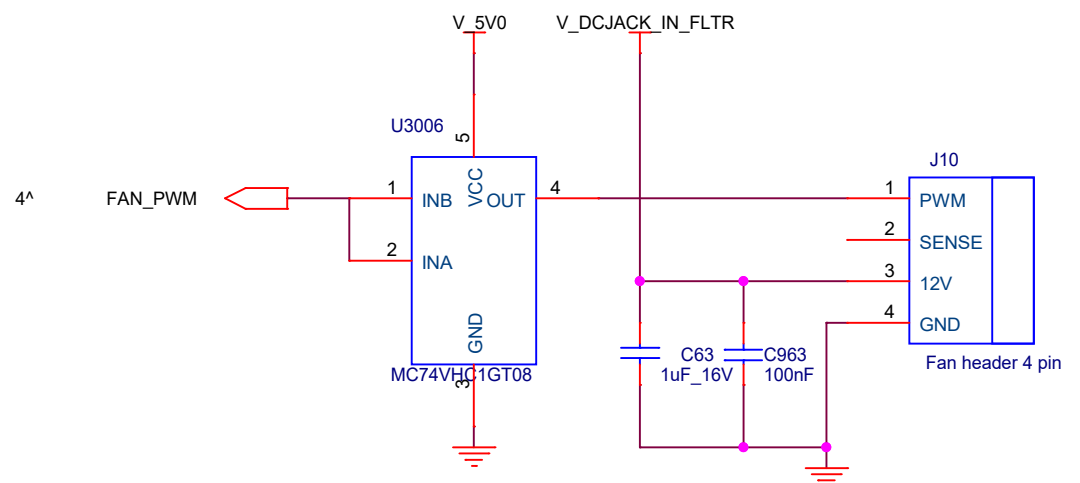 V_5V0 V_DCJACK_IN_FLTR
U3006
5
J10
4^ FAN_PWM 1 INB VCC OUT 4 1 PWM
2 SENSE
2 INA
3 12V
4 GND
GND
C63 C963
1uF_16V 100nF
Fan header 4 pin
MC74VHC1GT08
3